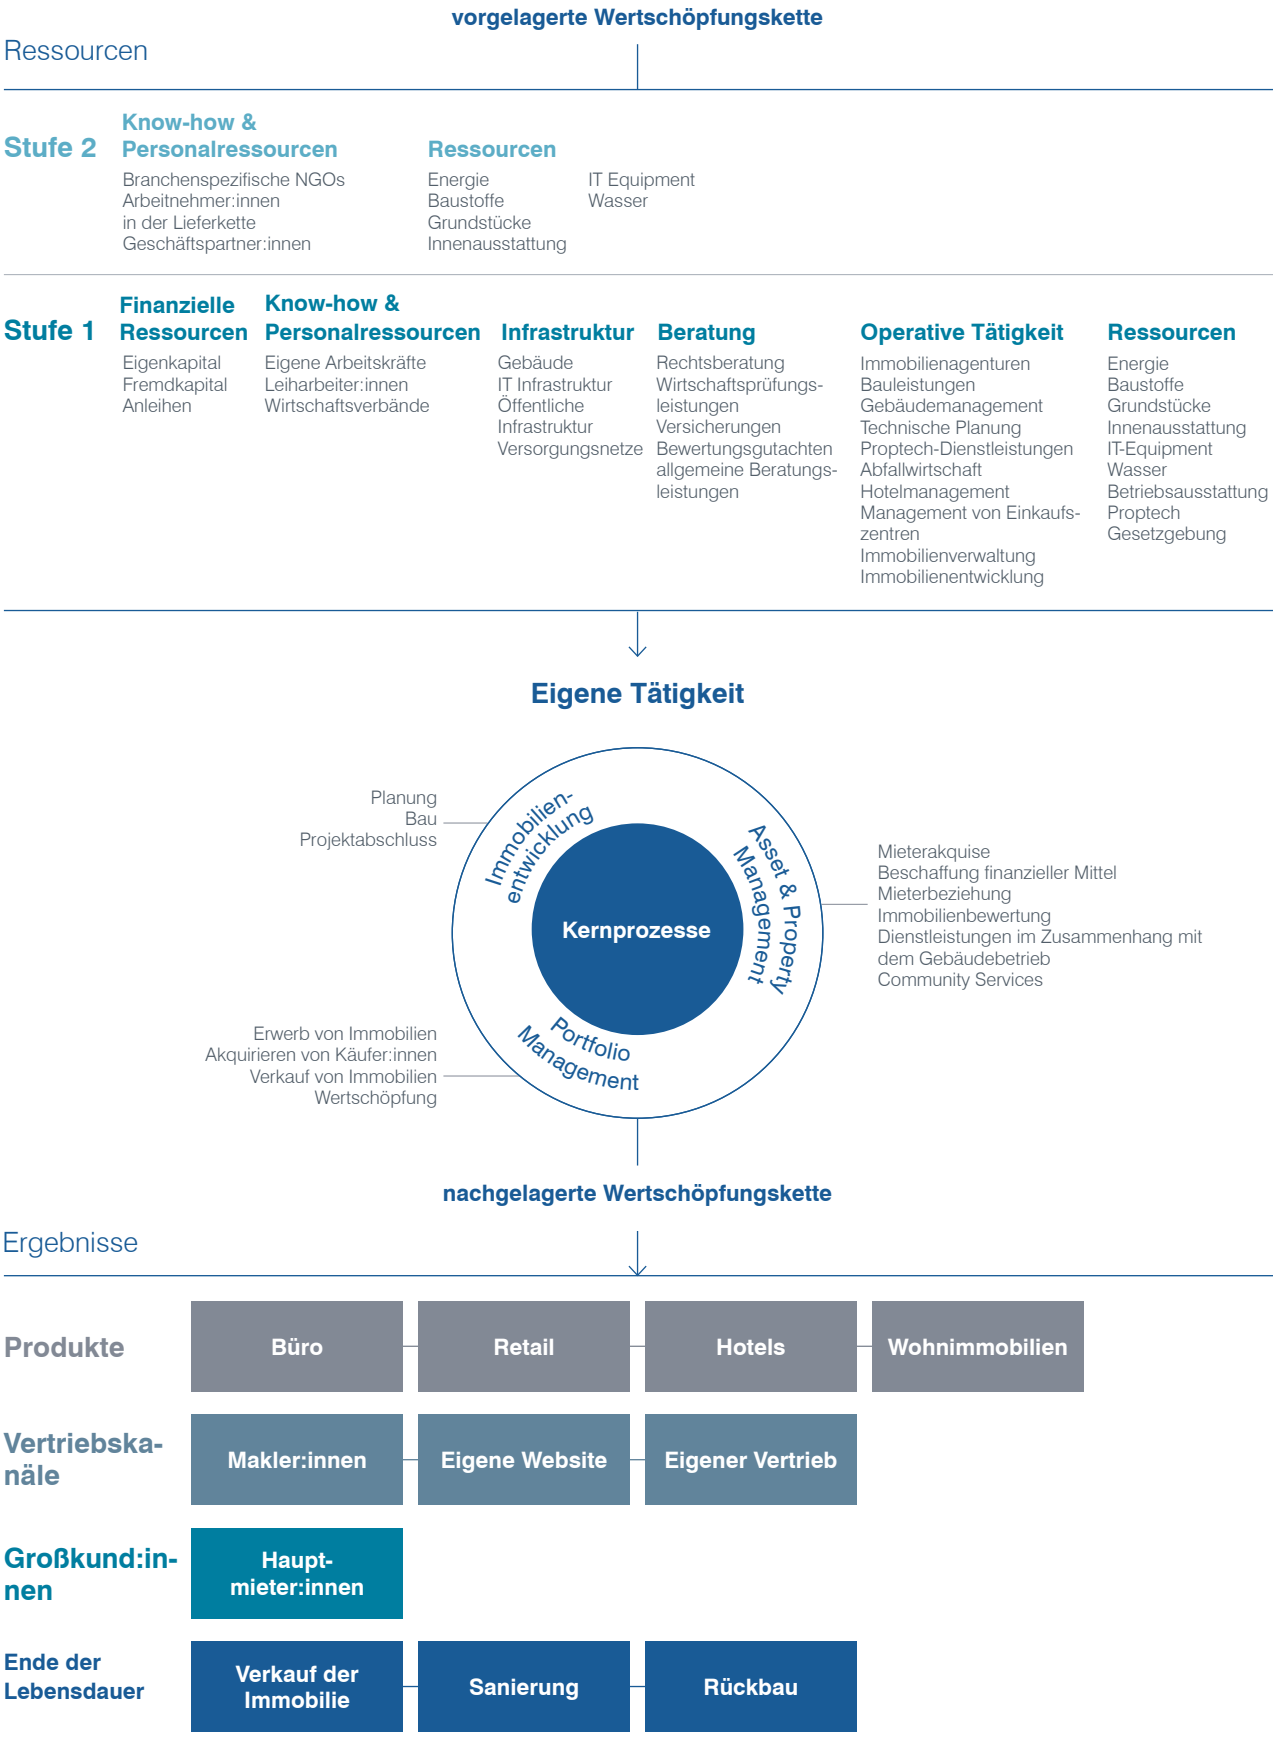 vorgelagerte Wertschöpfungskette
Ressourcen
Stufe 2
Know-how &
Personalressourcen
Branchenspezifische NGOs
Arbeitnehmer:innen
in der Lieferkette
Geschäftspartner:innen
Ressourcen
Energie
Baustoffe
Grundstücke
Innenausstattung
IT Equipment
Wasser
Stufe 1
Finanzielle
Ressourcen
Eigenkapital
Fremdkapital
Anleihen
Know-how &
Personalressourcen
Eigene Arbeitskräfte
Leiharbeiter:innen
Wirtschaftsverbände
Infrastruktur
Gebäude
IT Infrastruktur
Öffentliche
Infrastruktur
Versorgungsnetze
Beratung
Rechtsberatung
Wirtschaftsprüfungs-
leistungen
Versicherungen
Bewertungsgutachten
allgemeine Beratungs-
leistungen
Operative Tätigkeit
Immobilienagenturen
Bauleistungen
Gebäudemanagement
Technische Planung
Proptech-Dienstleistungen
Abfallwirtschaft
Hotelmanagement
Management von Einkaufs-
zentren
Immobilienverwaltung
Immobilienentwicklung
Ressourcen
Energie
Baustoffe
Grundstücke
Innenausstattung
IT-Equipment
Wasser
Betriebsausstattung
Proptech
Gesetzgebung
Eigene Tätigkeit
Planung
Bau
Projektabschluss
Immobilien-
entwicklung
Asset & Property
Management
Mieterakquise
Beschaffung finanzieller Mittel
Mieterbeziehung
Immobilienbewertung
Dienstleistungen im Zusammenhang mit
dem Gebäudebetrieb
Community Services
Kernprozesse
Erwerb von Immobilien
Akquirieren von Käufer:innen
Verkauf von Immobilien
Wertschöpfung
Portfolio
Management
nachgelagerte Wertschöpfungskette
Ergebnisse
Produkte
Büro
Retail
Hotels
Wohnimmobilien
Vertriebska-
näle
Makler:innen
Eigene Website
Eigener Vertrieb
Großkund:in-
nen
Haupt-
mieter:innen
Ende der
Lebensdauer
Verkauf der
Immobilie
Sanierung
Rückbau